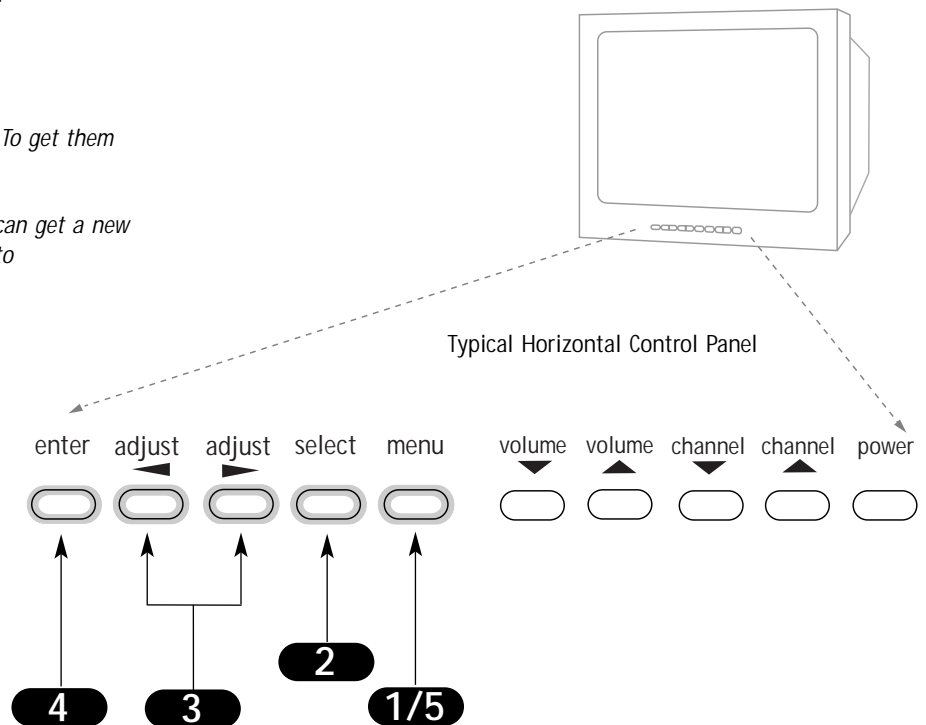 To get them
can get a new
to
Typical Horizontal Control Panel
enter adjust adjust select menu volume volume channel channel power
2
4 3 1/5